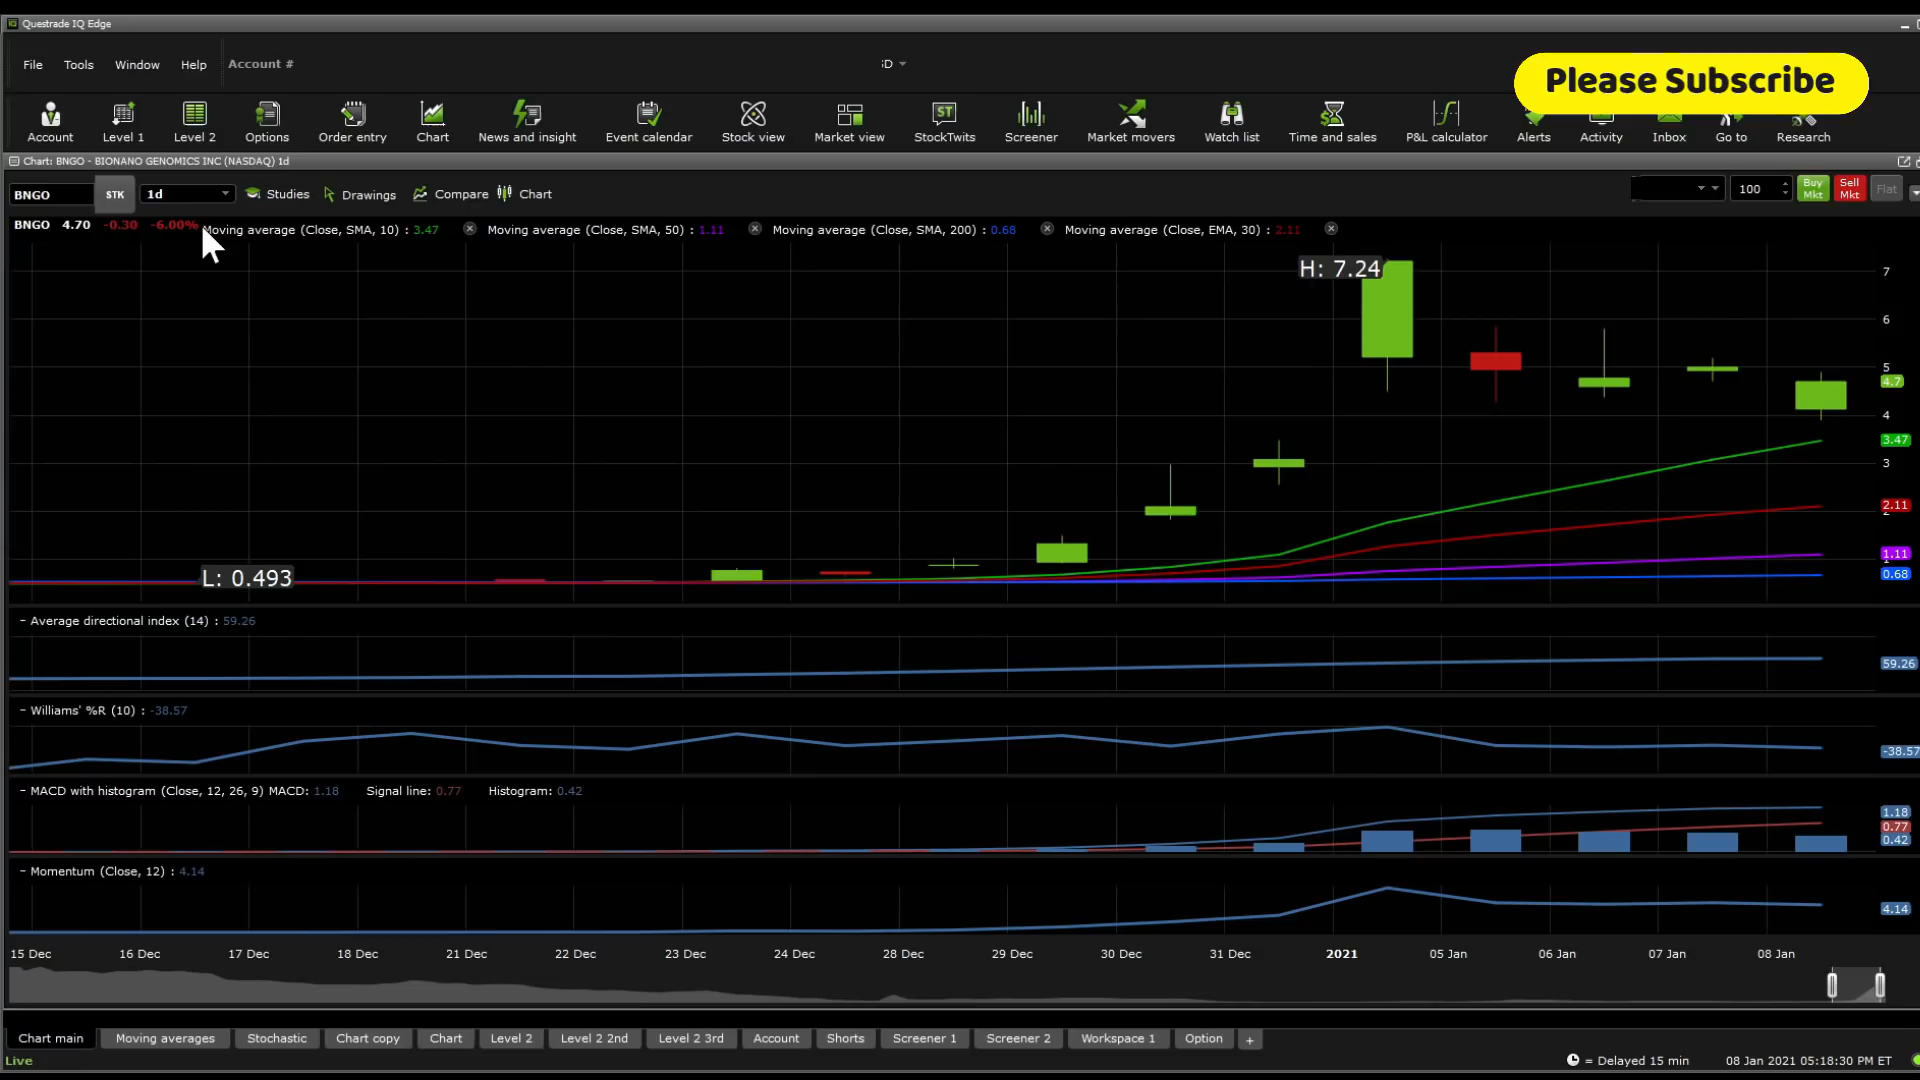 Questrade IQ Edge
File Tools Window Help Account #
Please Subscribe
Account Level 1 Level 2 Options Order entry Chart News and insight Event calendar Stock view Market view StockTwits Screener Market movers Watch list Time and sales P&L calculator Alerts Activity Inbox Go to Research
Chart: BNGO - BIONANO GENOMICS INC (NASDAQ) 1d
BNGO STK 1d Studies Drawings Compare Chart 100 Buy Mkt Sell Mkt Flat
BNGO 4.70 -0.30 -6.00% Moving average (Close, SMA, 10) : 3.47 Moving average (Close, SMA, 50) : 1.11 Moving average (Close, SMA, 200) : 0.68 Moving average (Close, EMA, 30) : 2.11
H: 7.24
7
6
5
4.7
4
3.47
3
2.11
2
1.11
1
0.68
L: 0.493
- Average directional index (14) : 59.26
59.26
- Williams' %R (10) : -38.57
-38.57
- MACD with histogram (Close, 12, 26, 9) MACD: 1.18 Signal line: 0.77 Histogram: 0.42
1.18
0.77
0.42
- Momentum (Close, 12) : 4.14
4.14
15 Dec 16 Dec 17 Dec 18 Dec 21 Dec 22 Dec 23 Dec 24 Dec 28 Dec 29 Dec 30 Dec 31 Dec 2021 05 Jan 06 Jan 07 Jan 08 Jan
Chart main Moving averages Stochastic Chart copy Chart Level 2 Level 2 2nd Level 2 3rd Account Shorts Screener 1 Screener 2 Workspace 1 Option +
Live
= Delayed 15 min 08 Jan 2021 05:18:30 PM ET